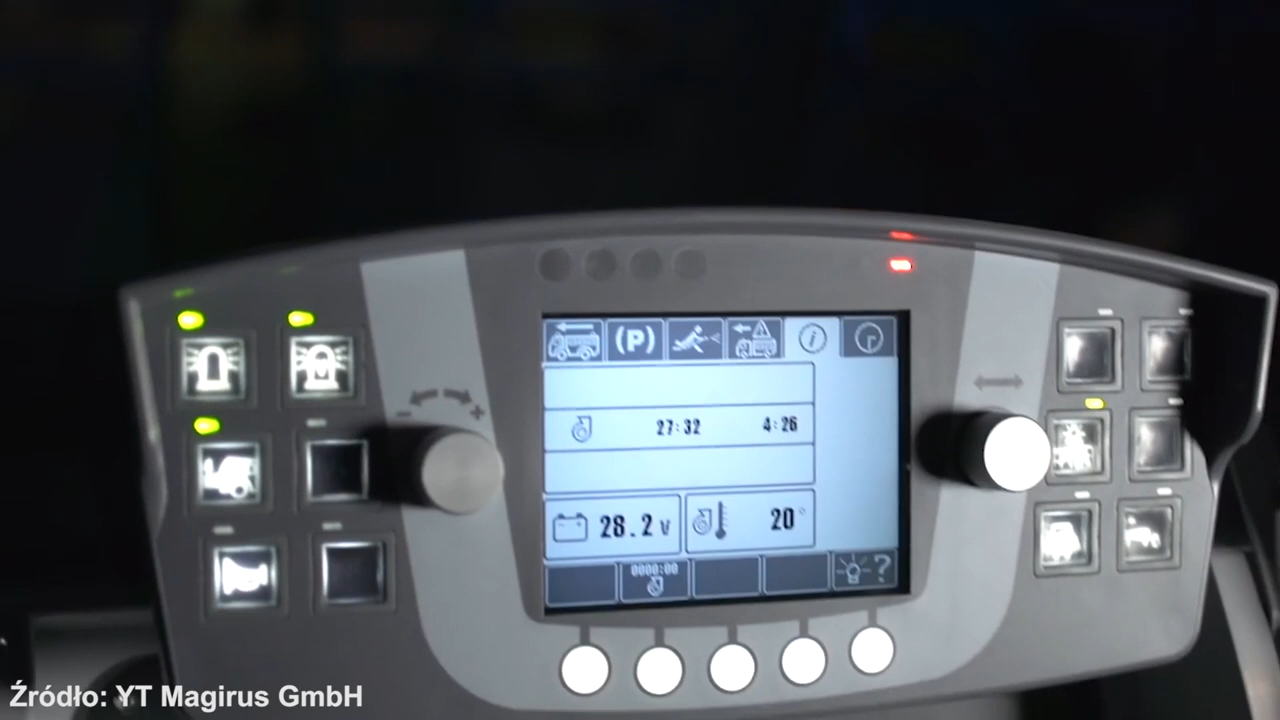 (P)
i
27:32 4:26
28.2 v
20°
0000:00
?
- +
Źródło: YT Magirus GmbH